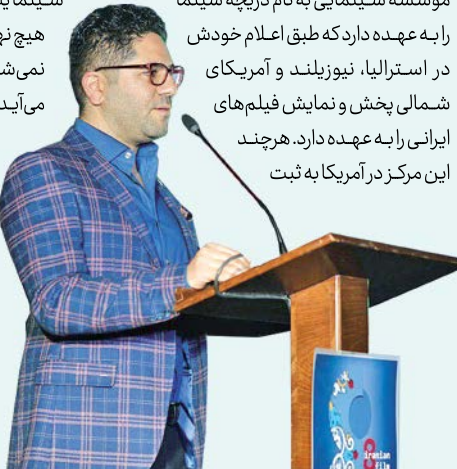 موسسه سینمایی به نام دریچه سینما
را به عهده دارد که طبق اعلام خودش
در استرالیا، نیوزیلند و آمریکای
شمالی پخش و نمایش فیلم‌های
ایرانی را به عهده دارد. هرچند
این مرکز در آمریکا به ثبت
هیچ نه
نمی‌ش
می‌آید
iranian
film